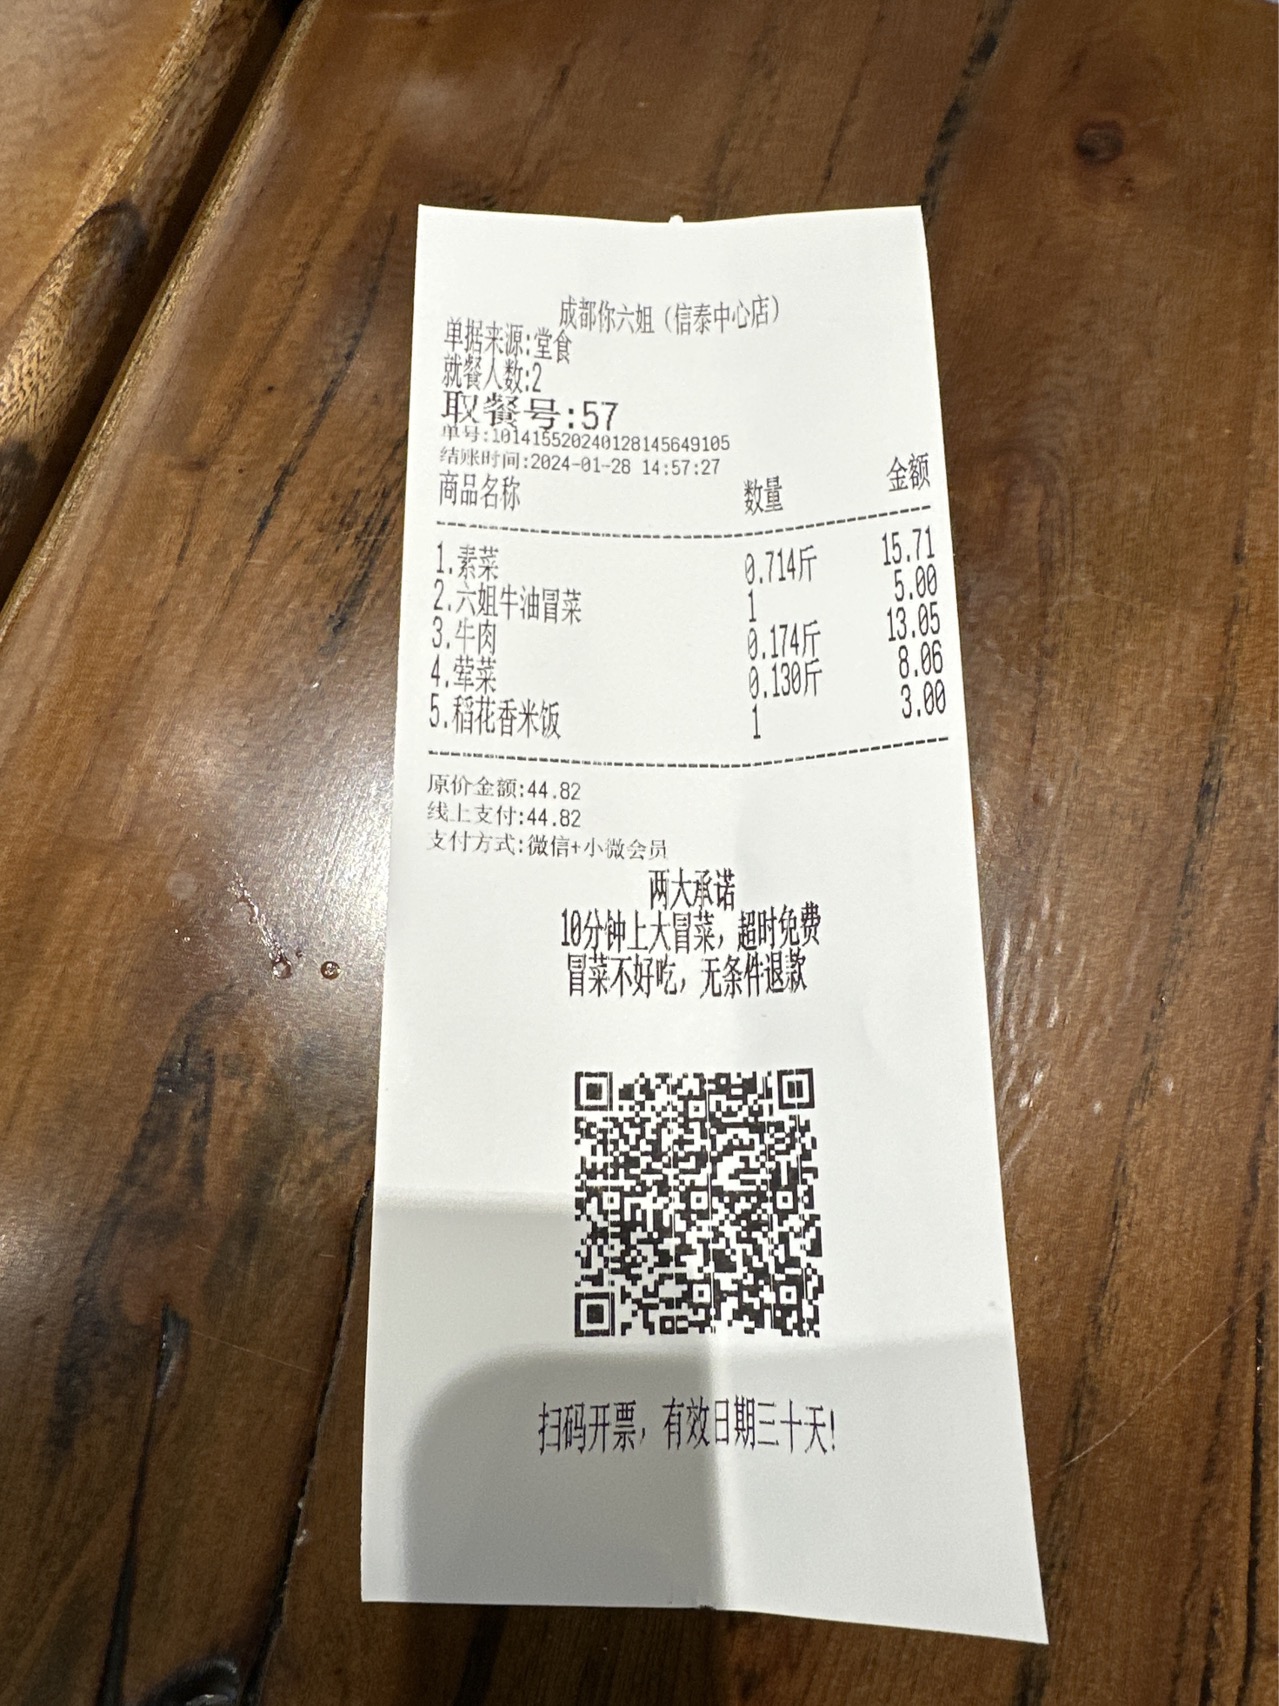 成都你六姐（信泰中心店）
单据来源:堂食
就餐人数:2
取餐号:57
单号:101415520240128145649105
结账时间:2024-01-28 14:57:27
商品名称 数量 金额
1.素菜 0.714斤 15.71
2.六姐牛油冒菜 1 5.00
3.牛肉 0.174斤 13.05
4.荤菜 0.130斤 8.06
5.稻花香米饭 1 3.00
原价金额:44.82
线上支付:44.82
支付方式:微信+小微会员
两大承诺
10分钟上大冒菜，超时免费
冒菜不好吃，无条件退款
扫码开票，有效日期三十天!